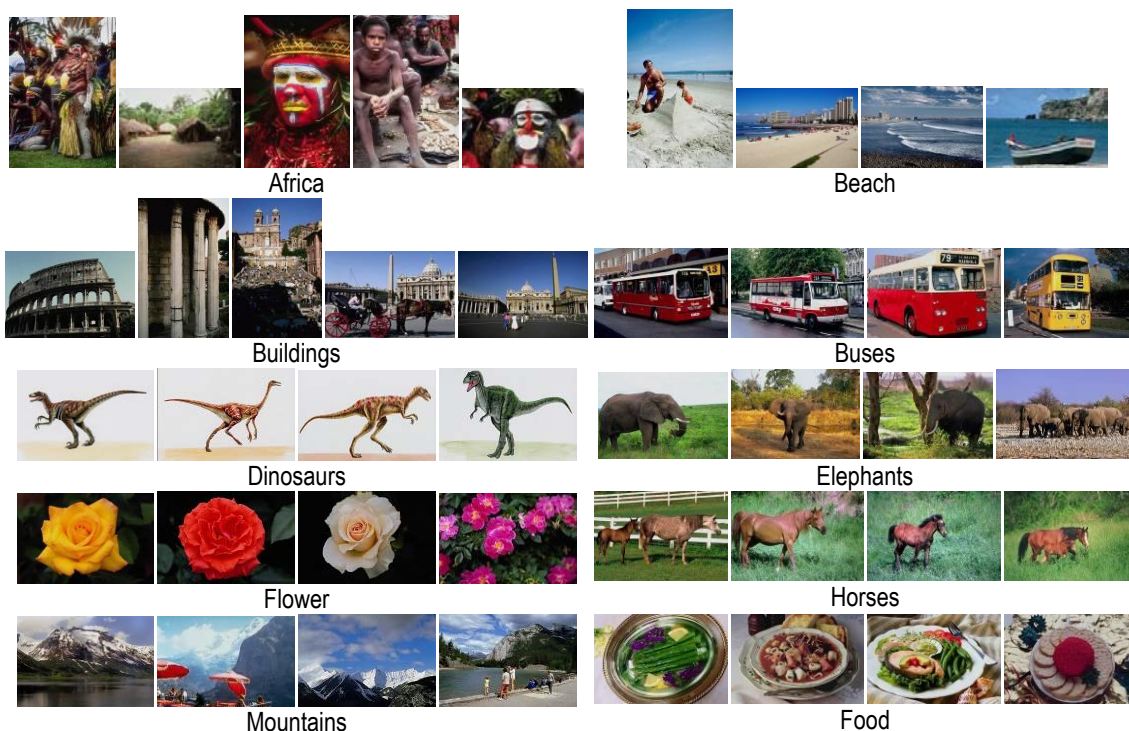 Africa
Beach
Buildings
79
Buses
Dinosaurs
Elephants
Flower
Horses
Mountains
Food